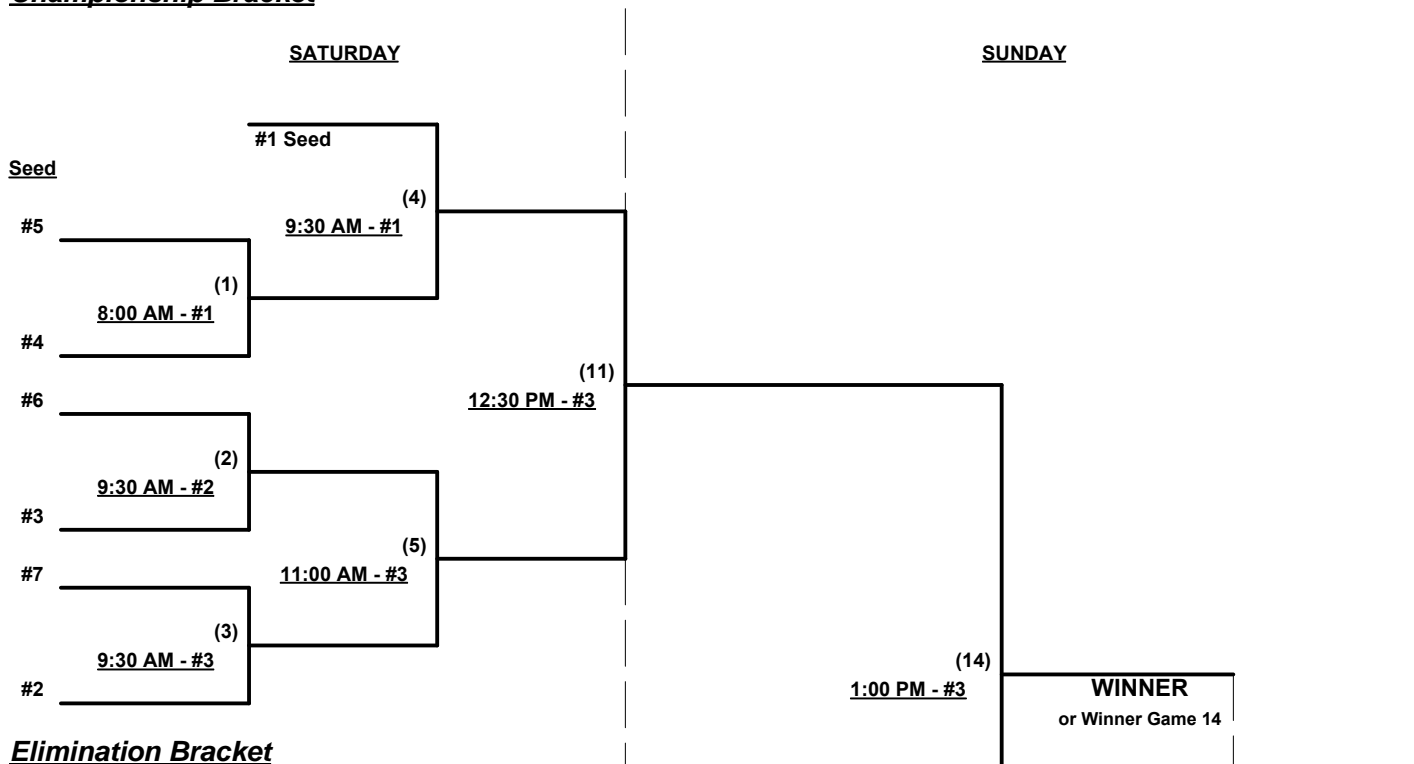 Championship Bracket
SATURDAY
SUNDAY
#1 Seed
Seed
(4)
#5
9:30 AM - #1
(1)
8:00 AM - #1
#4
(11)
#6
12:30 PM - #3
(2)
9:30 AM - #2
#3
(5)
#7
11:00 AM - #3
(3)
9:30 AM - #3
(14)
#2
1:00 PM - #3
WINNER
or Winner Game 14
Elimination Bracket